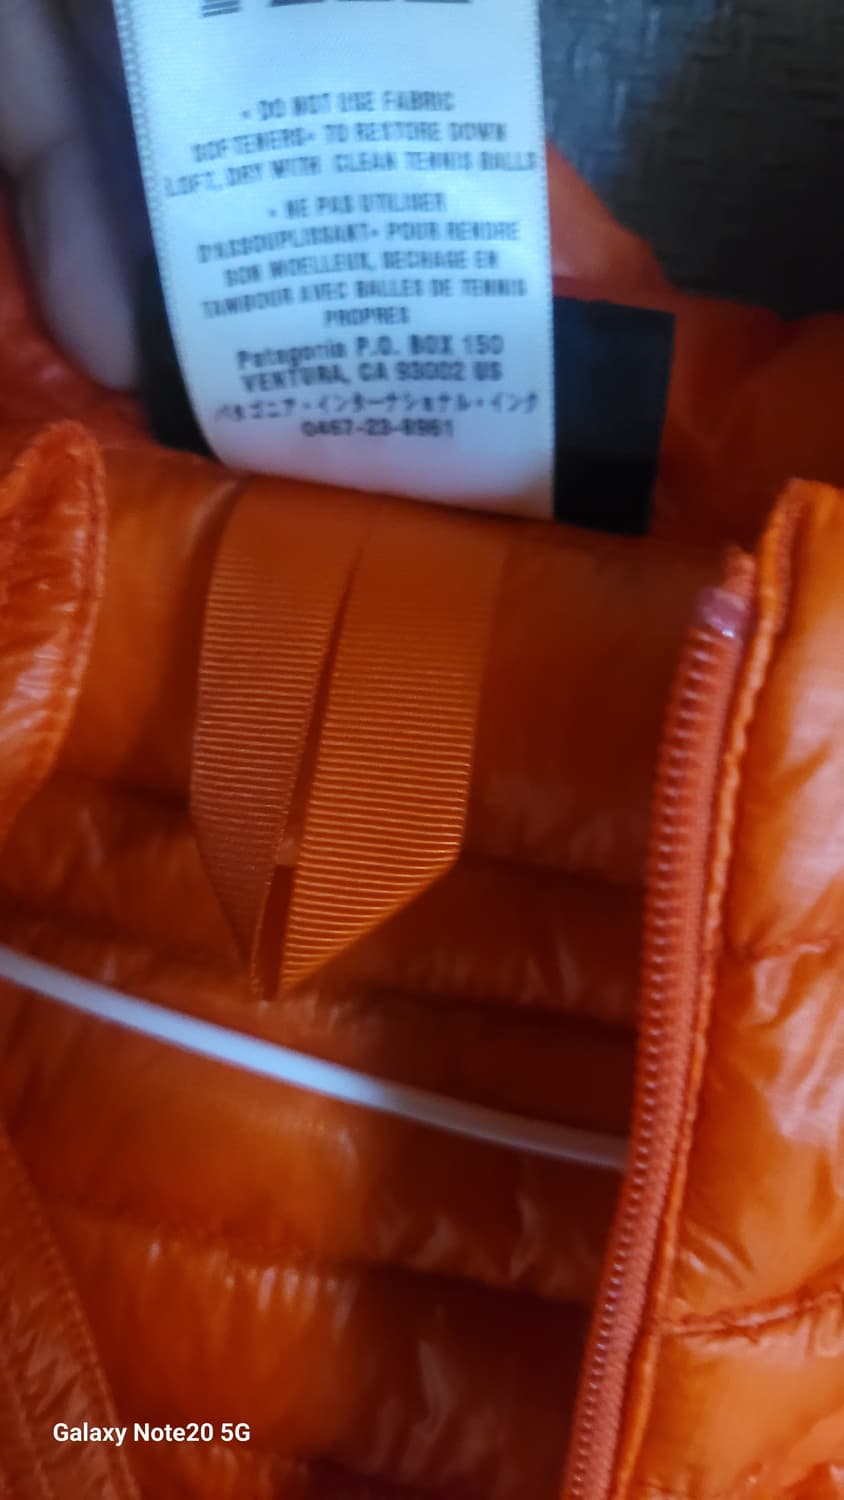 • DO NOT USE FABRIC
SOFTENERS• TO RESTORE DOWN
LOFT, DRY WITH CLEAN TENNIS BALLS
• NE PAS UTILISER
D'ASSOUPLISSANT• POUR RENDRE
SON MOELLEUX, SECHAGE EN
TAMBOUR AVEC BALLES DE TENNIS
PROPRES
Patagonia P.O. BOX 150
VENTURA, CA 93002 US
パタゴニア・インターナショナル・インク
0467-23-8961
Galaxy Note20 5G